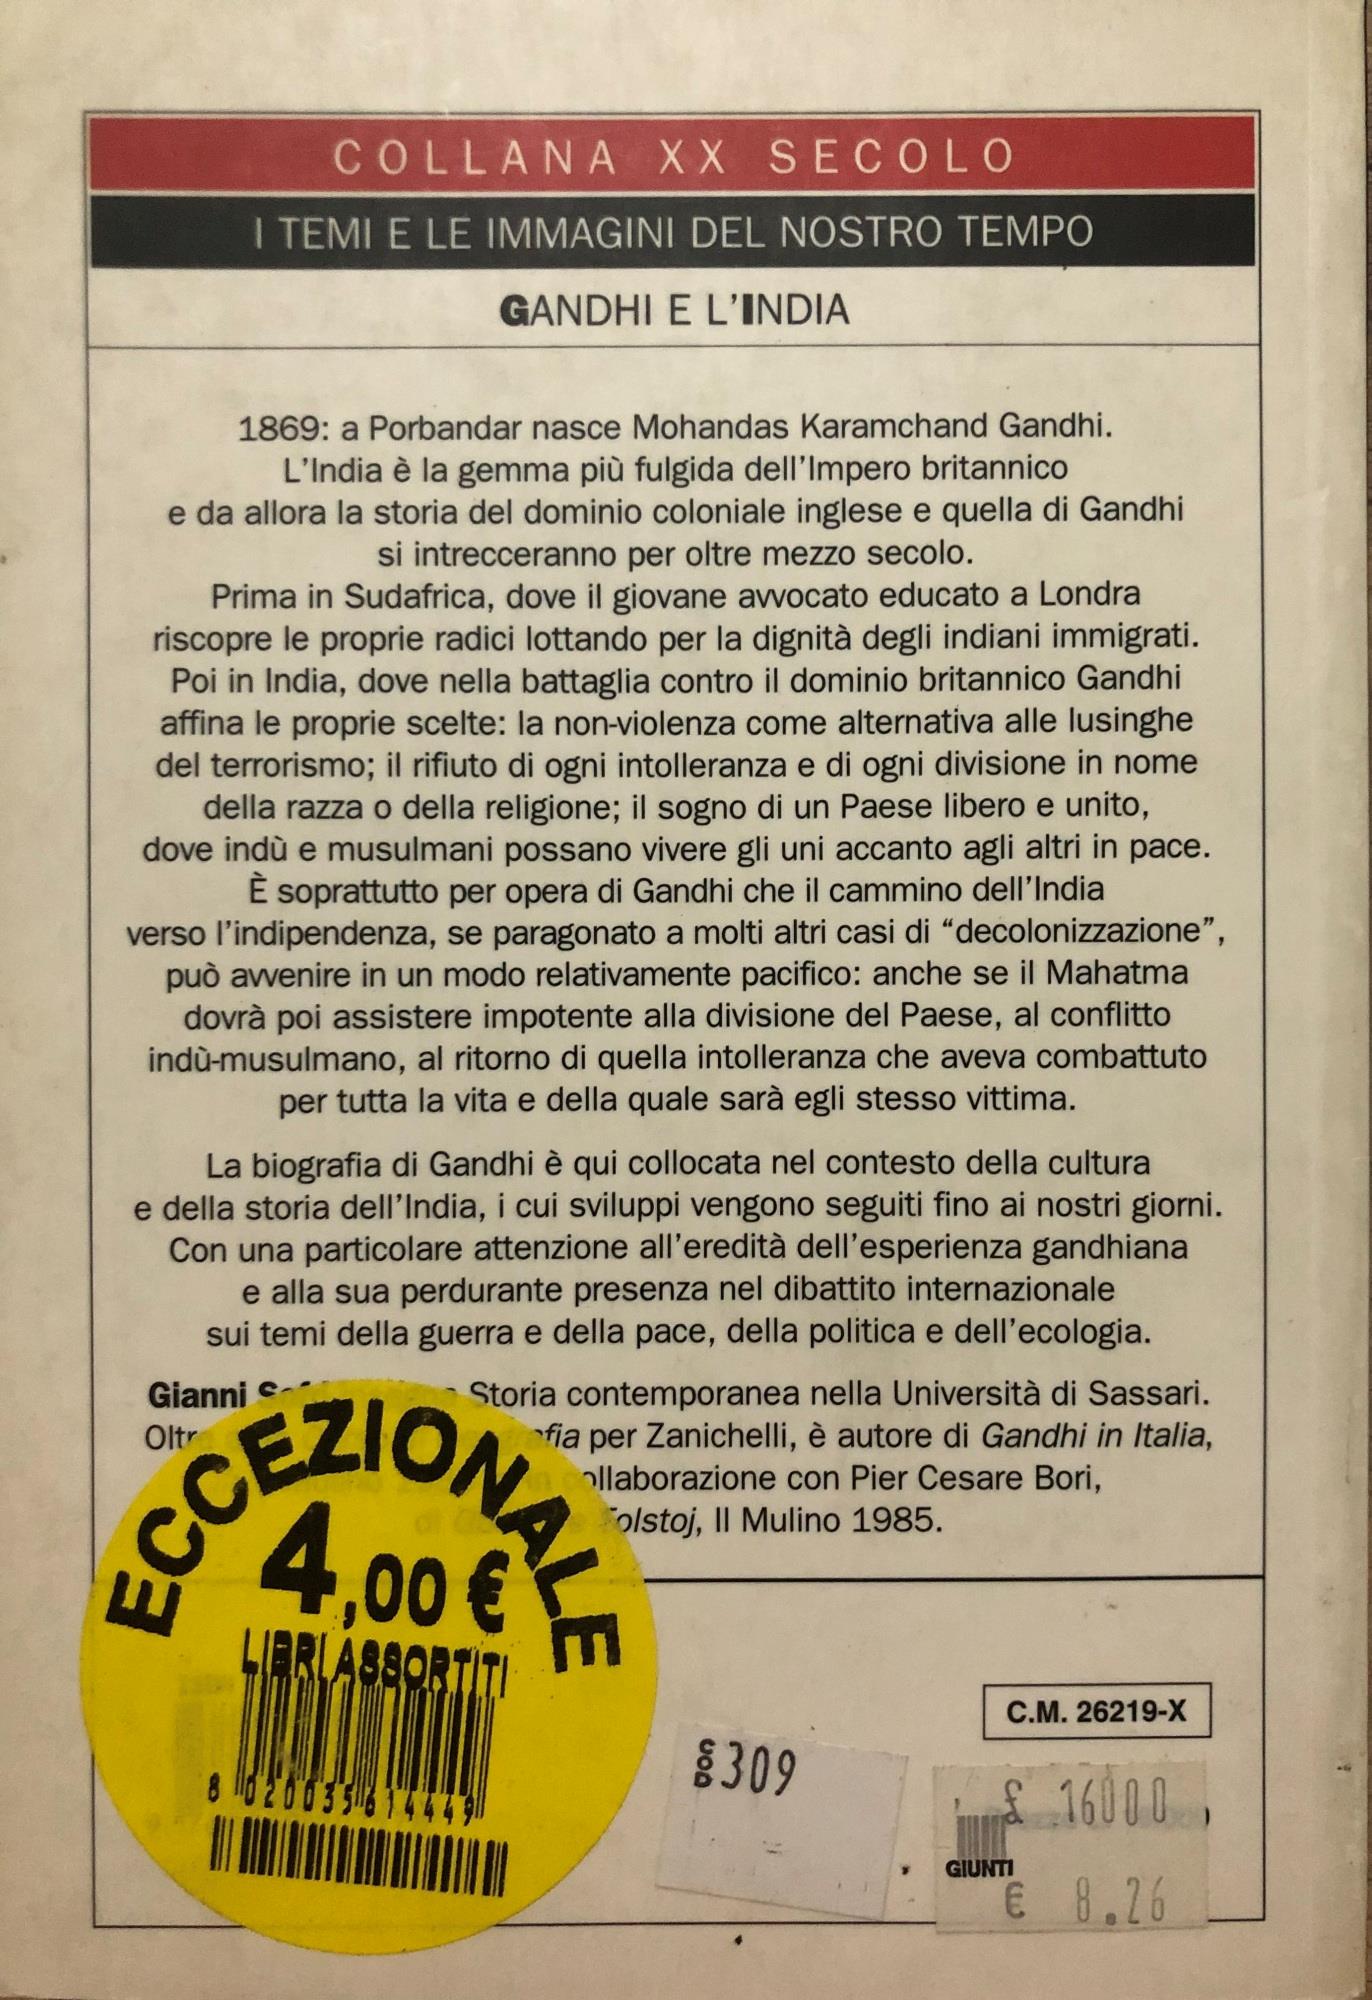 COLLANA XX SECOLO
I TEMI E LE IMMAGINI DEL NOSTRO TEMPO
GANDHI E L'INDIA
1869: a Porbandar nasce Mohandas Karamchand Gandhi.
L'India è la gemma più fulgida dell'Impero britannico
e da allora la storia del dominio coloniale inglese e quella di Gandhi
si intrecceranno per oltre mezzo secolo.
Prima in Sudafrica, dove il giovane avvocato educato a Londra
riscopre le proprie radici lottando per la dignità degli indiani immigrati.
Poi in India, dove nella battaglia contro il dominio britannico Gandhi
affina le proprie scelte: la non-violenza come alternativa alle lusinghe
del terrorismo; il rifiuto di ogni intolleranza e di ogni divisione in nome
della razza o della religione; il sogno di un Paese libero e unito,
dove indù e musulmani possano vivere gli uni accanto agli altri in pace.
È soprattutto per opera di Gandhi che il cammino dell'India
verso l'indipendenza, se paragonato a molti altri casi di “decolonizzazione”,
può avvenire in un modo relativamente pacifico: anche se il Mahatma
dovrà poi assistere impotente alla divisione del Paese, al conflitto
indù-musulmano, al ritorno di quella intolleranza che aveva combattuto
per tutta la vita e della quale sarà egli stesso vittima.
La biografia di Gandhi è qui collocata nel contesto della cultura
e della storia dell'India, i cui sviluppi vengono seguiti fino ai nostri giorni.
Con una particolare attenzione all'eredità dell'esperienza gandhiana
e alla sua perdurante presenza nel dibattito internazionale
sui temi della guerra e della pace, della politica e dell'ecologia.
Gianni Storia contemporanea nella Università di Sassari.
per Zanichelli, è autore di Gandhi in Italia,
collaborazione con Pier Cesare Bori,
Tolstoj, Il Mulino 1985.
ECCEZIONALE
4,00 €
LIBRI ASSORTITI
8 020035 614449
C.M. 26219-X
COD 309
£ 16000
GIUNTI
€ 8.26